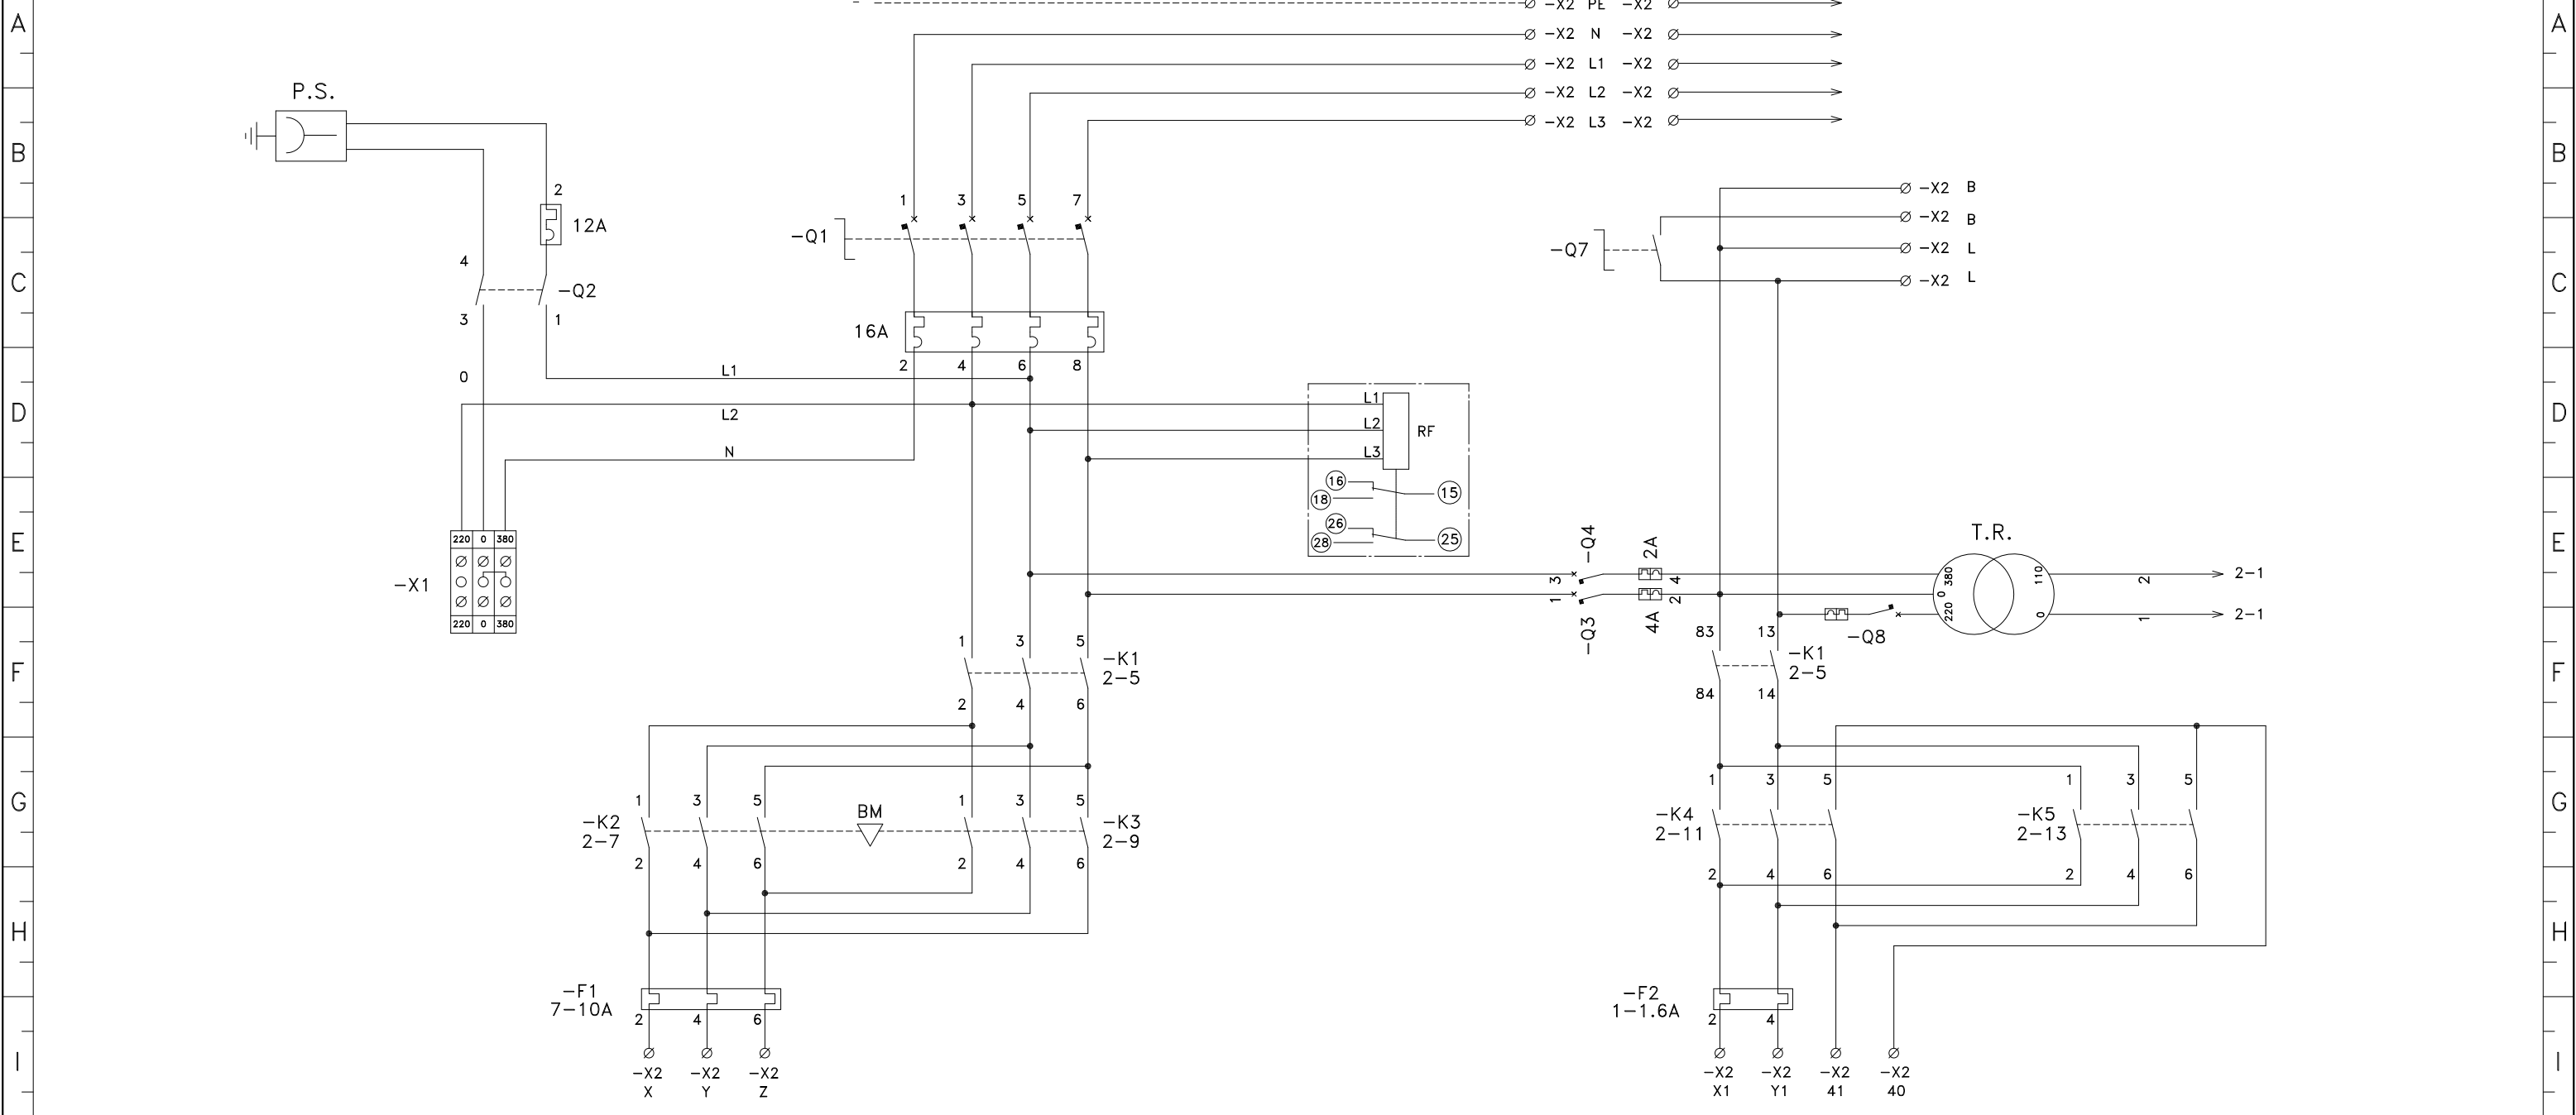 A
A
-X2 PE -X2
-X2 N -X2
-X2 L1 -X2
-X2 L2 -X2
-X2 L3 -X2
P.S.
B
B
2
12A
4
-Q2
3
1
0
1 3 5 7
-Q1
16A
2 4 6 8
-X2 B
-X2 B
-X2 L
-X2 L
-Q7
C
C
L1
L2
N
D
D
L1
L2
L3
RF
16
18
15
26
28
25
E
E
220 0 380
-X1
220 0 380
-Q4
2A
3
4
1
2
-Q3
4A
T.R.
380
0
220
110
0
2
2-1
1
2-1
-Q8
F
F
1 3 5
-K1
2-5
2 4 6
83 13
-K1
2-5
84 14
G
G
1 3 5
BM
1 3 5
-K2
2-7
-K3
2-9
2 4 6
2 4 6
1 3 5
1 3 5
-K4
2-11
-K5
2-13
2 4 6
2 4 6
H
H
-F1
7-10A
2 4 6
-F2
1-1.6A
2 4
I
I
-X2 -X2 -X2
X Y Z
-X2 -X2 -X2 -X2
X1 Y1 41 40